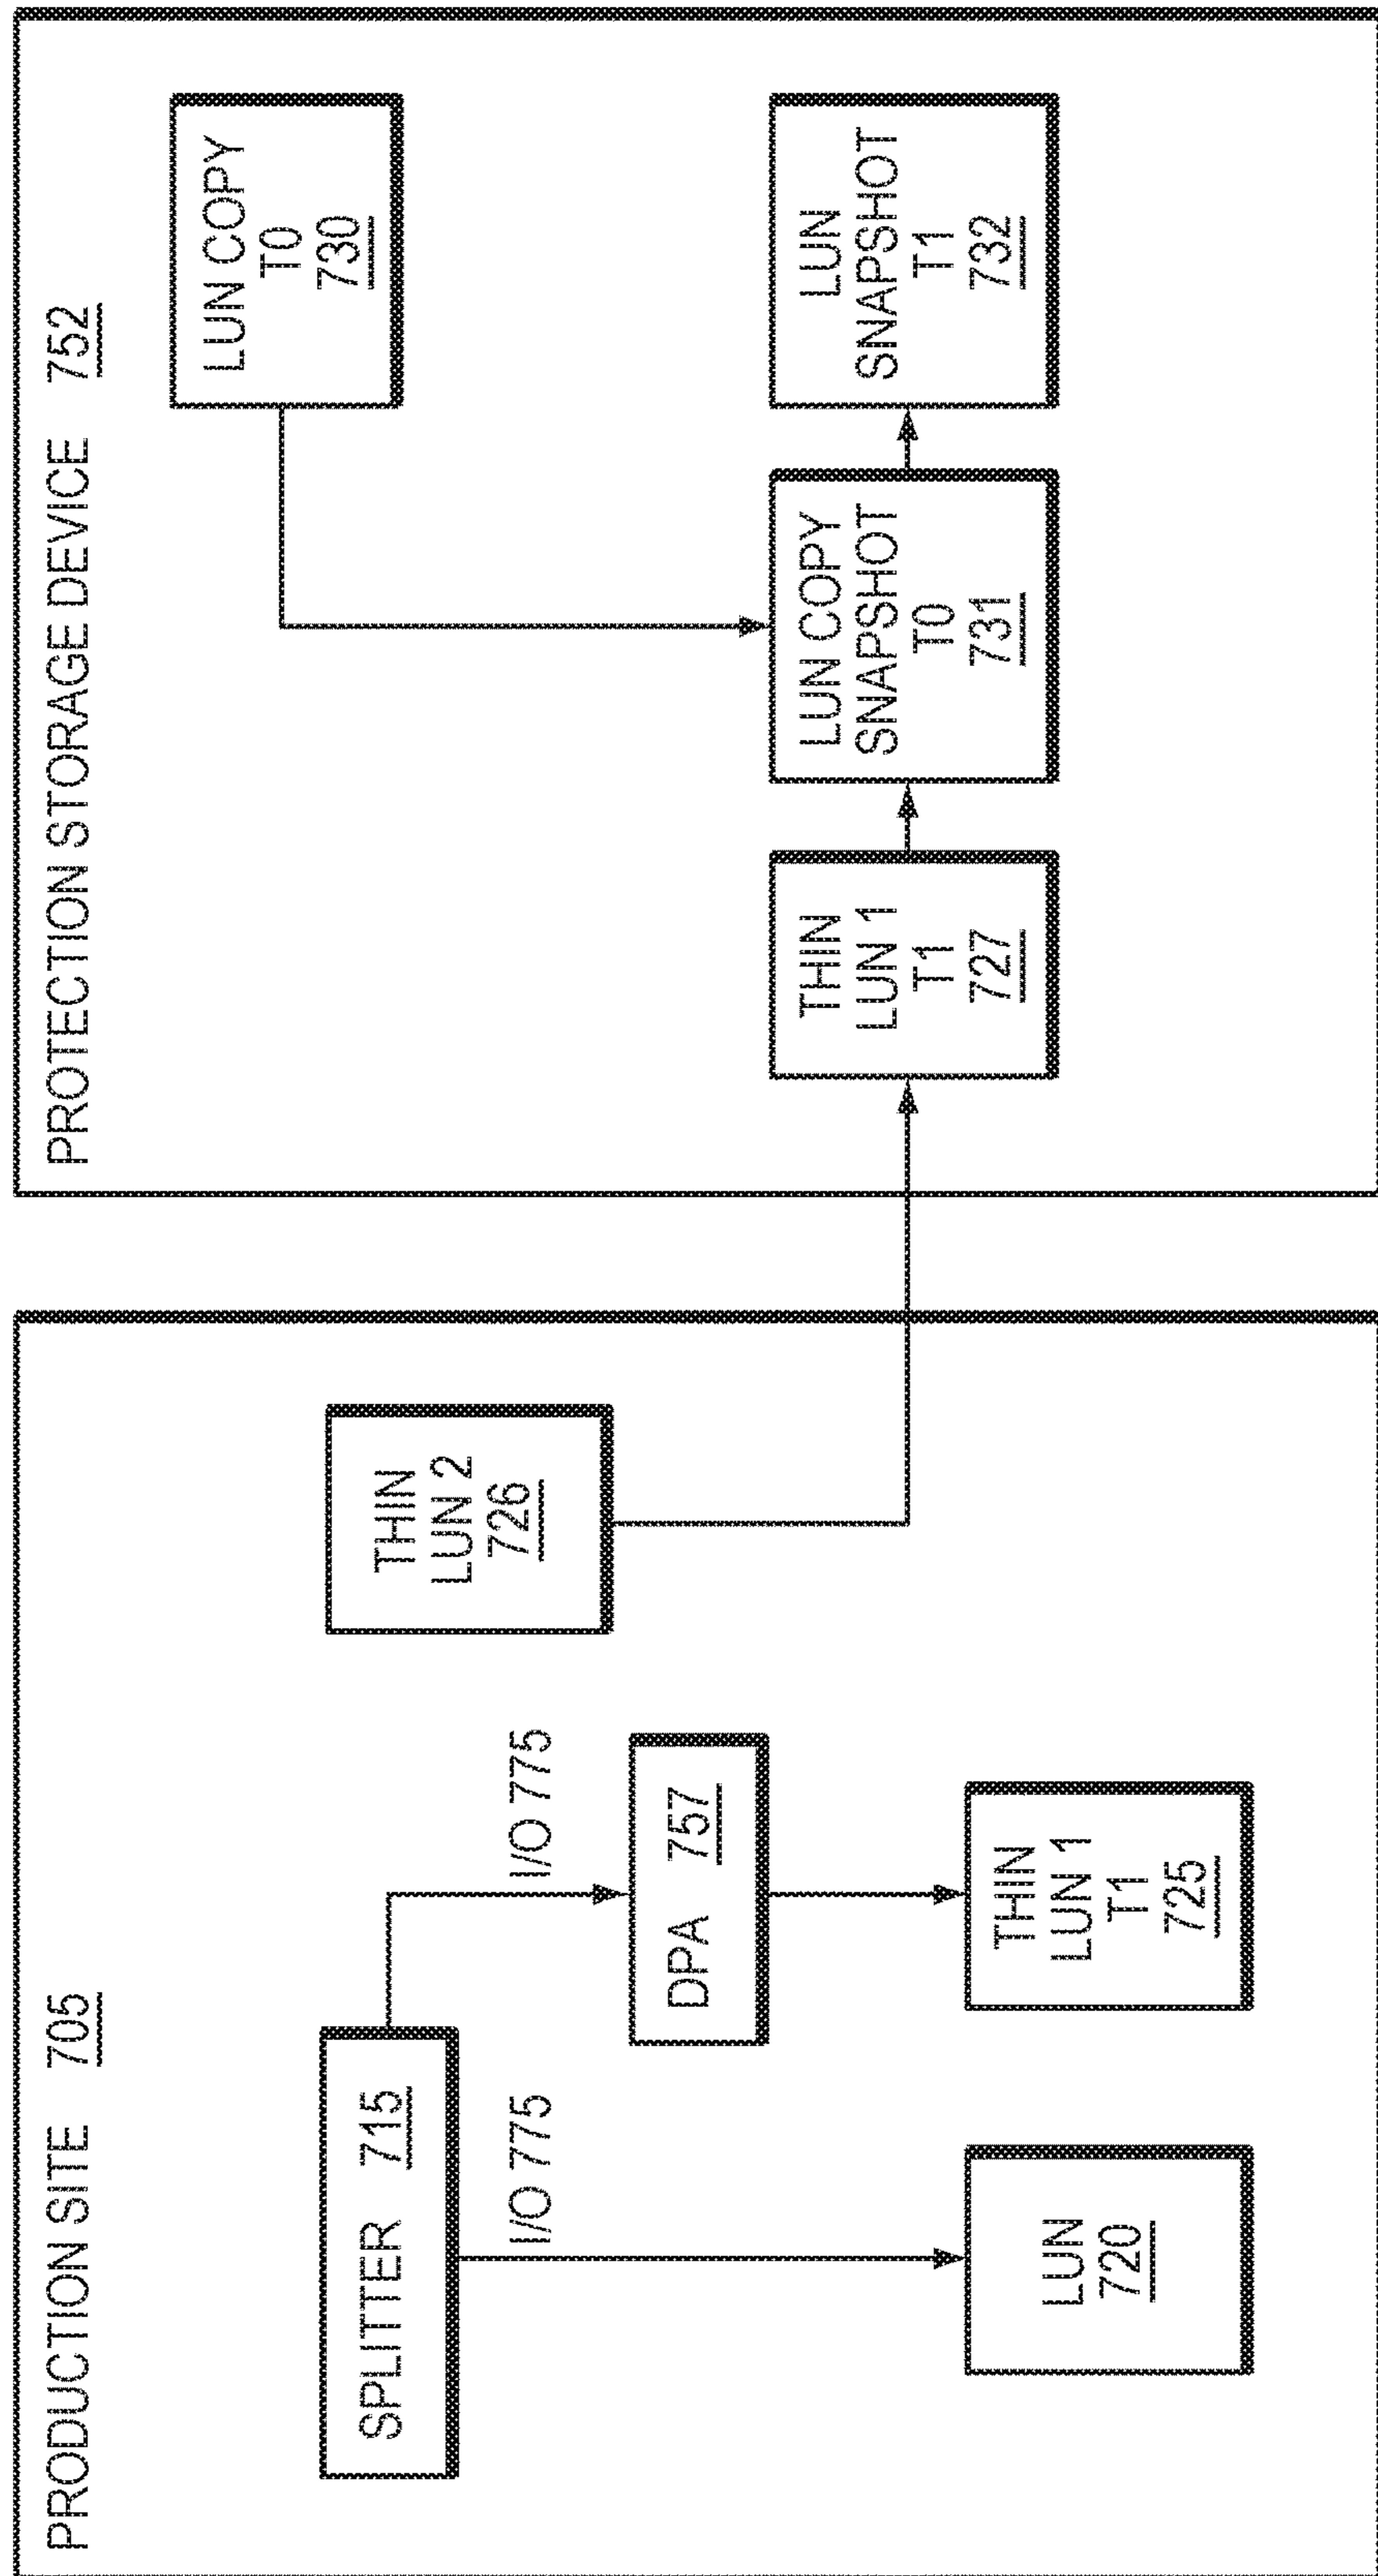 PRODUCTION SITE 705
SPLITTER 715
I/O 775
I/O 775
DPA 757
LUN
720
THIN
LUN 1
T1
725
THIN
LUN 2
726
PROTECTION STORAGE DEVICE 752
LUN COPY
T0
730
THIN
LUN 1
T1
727
LUN COPY
SNAPSHOT
T0
731
LUN
SNAPSHOT
T1
732